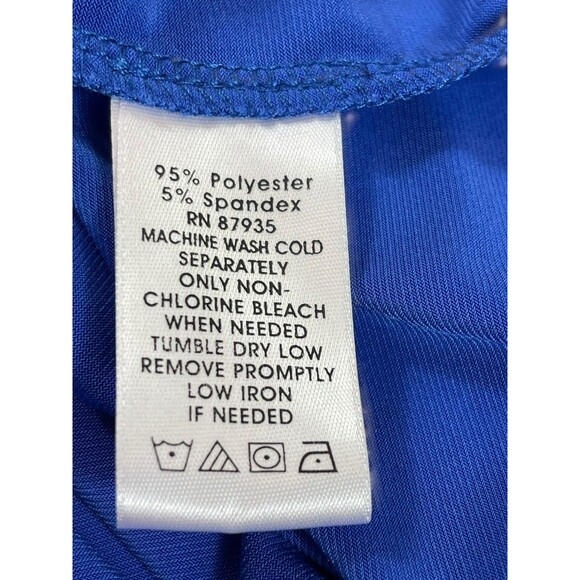 95% Polyester
5% Spandex
RN 87935
MACHINE WASH COLD
SEPARATELY
ONLY NON-
CHLORINE BLEACH
WHEN NEEDED
TUMBLE DRY LOW
REMOVE PROMPTLY
LOW IRON
IF NEEDED